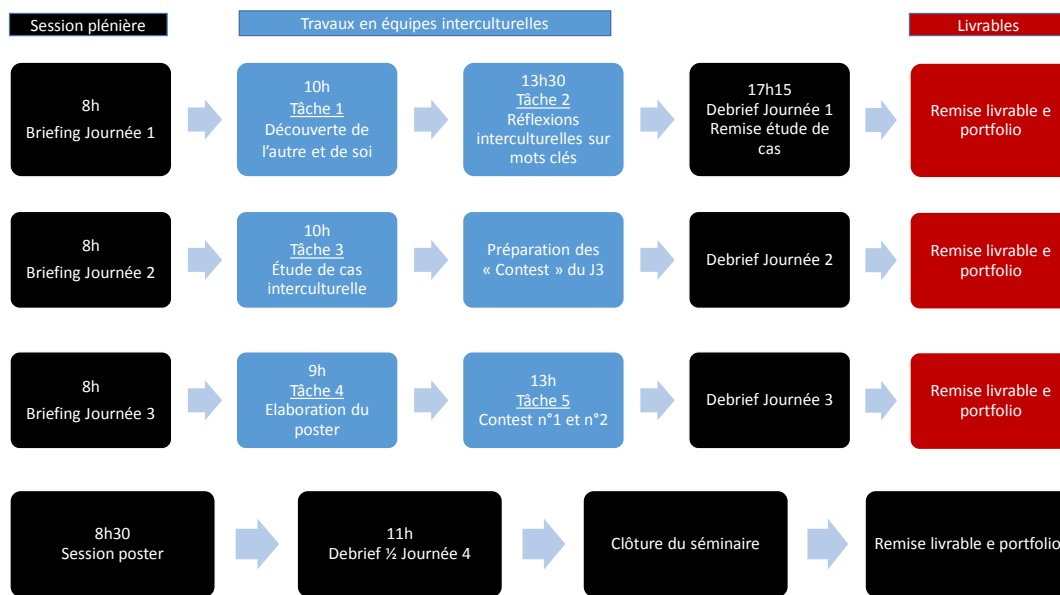 Session plénière
Travaux en équipes interculturelles
Livrables
8h
Briefing Journée 1
10h
Tâche 1
Découverte de
l'autre et de soi
13h30
Tâche 2
Réflexions
interculturelles sur
mots clés
17h15
Debrief Journée 1
Remise étude de
cas
Remise livrable e
portfolio
8h
Briefing Journée 2
10h
Tâche 3
Étude de cas
interculturelle
Préparation des
« Contest » du J3
Debrief Journée 2
Remise livrable e
portfolio
8h
Briefing Journée 3
9h
Tâche 4
Elaboration du
poster
13h
Tâche 5
Contest n°1 et n°2
Debrief Journée 3
Remise livrable e
portfolio
8h30
Session poster
11h
Debrief ½ Journée 4
Clôture du séminaire
Remise livrable e portfolio